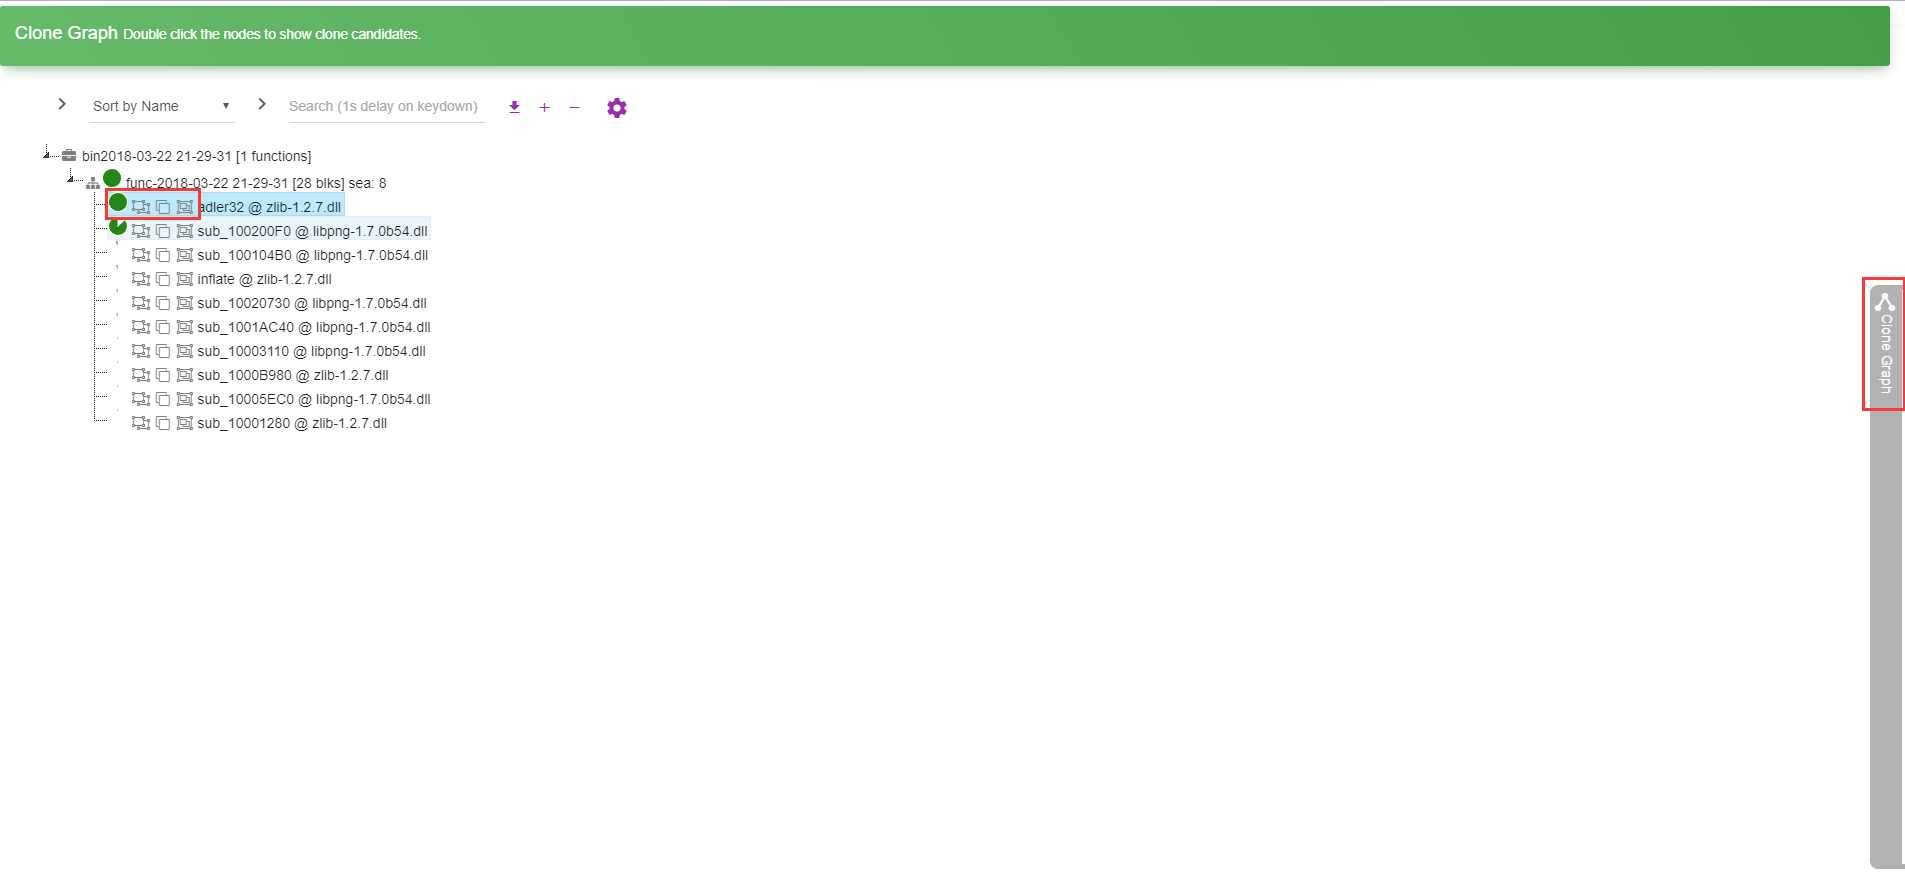 Clone Graph Double click the nodes to show clone candidates.
Sort by Name
Search (1s delay on keydown)
bin2018-03-22 21-29-31 [1 functions]
func-2018-03-22 21-29-31 [28 blks] sea: 8
adler32 @ zlib-1.2.7.dll
sub_100200F0 @ libpng-1.7.0b54.dll
sub_100104B0 @ libpng-1.7.0b54.dll
inflate @ zlib-1.2.7.dll
sub_10020730 @ libpng-1.7.0b54.dll
sub_1001AC40 @ libpng-1.7.0b54.dll
sub_10003110 @ libpng-1.7.0b54.dll
sub_1000B980 @ zlib-1.2.7.dll
sub_10005EC0 @ libpng-1.7.0b54.dll
sub_10001280 @ zlib-1.2.7.dll
Clone Graph